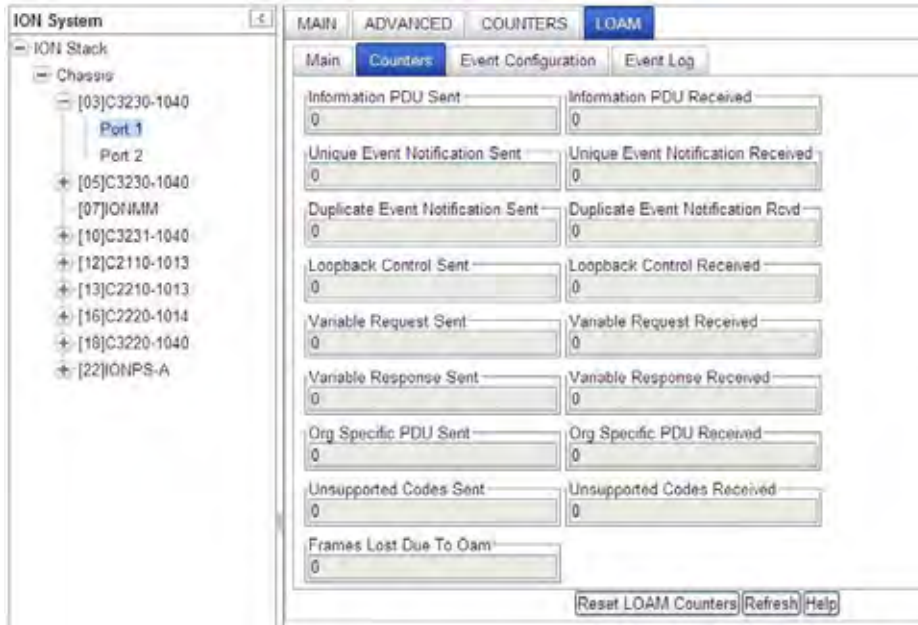 ION System
ION Stack
Chassis
[03]C3230-1040
Port 1
Port 2
[05]C3230-1040
[07]IONMM
[10]C3231-1040
[12]C2110-1013
[13]C2210-1013
[16]C2220-1014
[18]C3220-1040
[22]IONPS-A
MAIN ADVANCED COUNTERS LOAM
Main Counters Event Configuration Event Log
Information PDU Sent Information PDU Received
0 0
Unique Event Notification Sent Unique Event Notification Received
0 0
Duplicate Event Notification Sent Duplicate Event Notification Rcvd
0 0
Loopback Control Sent Loopback Control Received
0 0
Variable Request Sent Variable Request Received
0 0
Variable Response Sent Variable Response Received
0 0
Org Specific PDU Sent Org Specific PDU Received
0 0
Unsupported Codes Sent Unsupported Codes Received
0 0
Frames Lost Due To Oam
0
Reset LOAM Counters Refresh Help